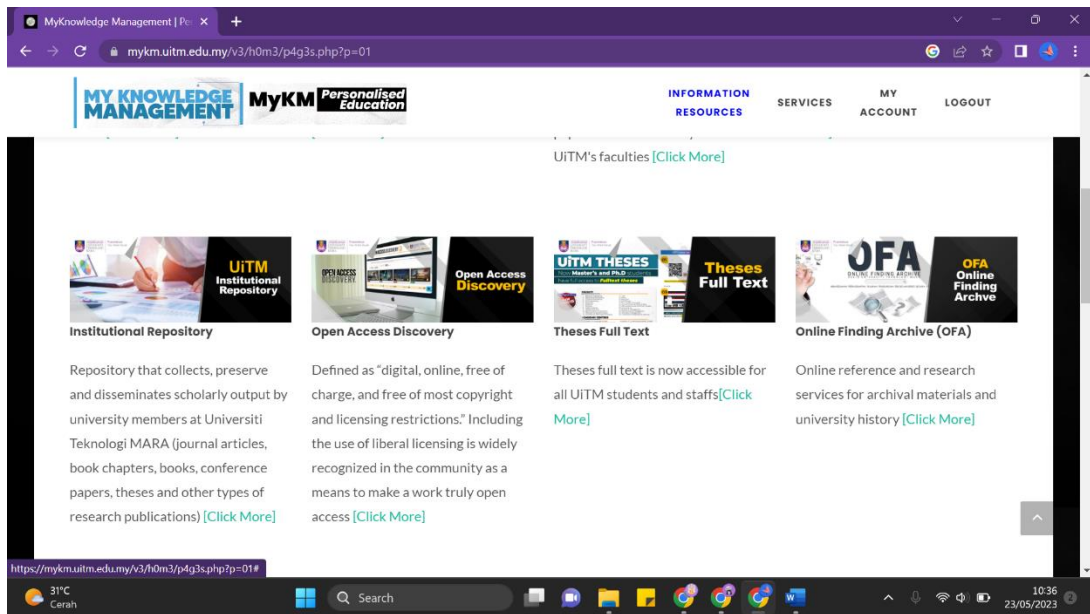 MyKnowledge Management | Pe
mykm.uitm.edu.my/v3/h0m3/p4g3s.php?p=01
MY KNOWLEDGE
MANAGEMENT
MyKM Personalised
Education
INFORMATION
RESOURCES
SERVICES
MY
ACCOUNT
LOGOUT
UiTM's faculties [Click More]
UiTM
Institutional
Repository
Institutional Repository
Repository that collects, preserve
and disseminates scholarly output by
university members at Universiti
Teknologi MARA (journal articles,
book chapters, books, conference
papers, theses and other types of
research publications) [Click More]
OPEN ACCESS
DISCOVERY
Open Access
Discovery
Open Access Discovery
Defined as “digital, online, free of
charge, and free of most copyright
and licensing restrictions.” Including
the use of liberal licensing is widely
recognized in the community as a
means to make a work truly open
access [Click More]
UiTM THESES
Theses
Full Text
Theses Full Text
Theses full text is now accessible for
all UiTM students and staffs[Click
More]
OFA
ONLINE FINDING ARCHIVE
OFA
Online
Finding
Archve
Online Finding Archive (OFA)
Online reference and research
services for archival materials and
university history [Click More]
https://mykm.uitm.edu.my/v3/h0m3/p4g3s.php?p=01#
31°C
Cerah
Search
10:36
23/05/2023